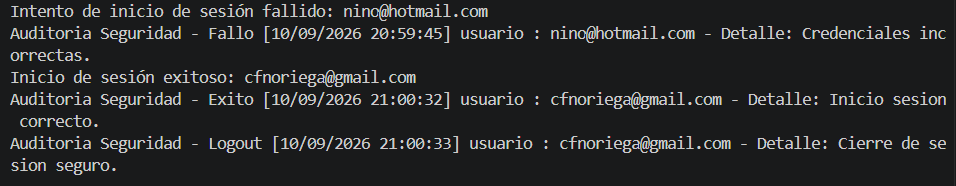 Intento de inicio de sesión fallido: nino@hotmail.com
Auditoria Seguridad - Fallo [10/09/2026 20:59:45] usuario : nino@hotmail.com - Detalle: Credenciales inc
orrectas.
Inicio de sesión exitoso: cfnoriega@gmail.com
Auditoria Seguridad - Exito [10/09/2026 21:00:32] usuario : cfnoriega@gmail.com - Detalle: Inicio sesion
 correcto.
Auditoria Seguridad - Logout [10/09/2026 21:00:33] usuario : cfnoriega@gmail.com - Detalle: Cierre de se
sion seguro.